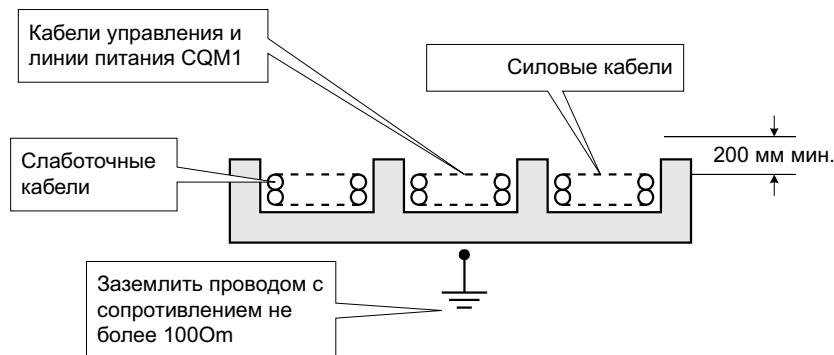 Кабели управления и
линии питания CQM1
Силовые кабели
200 мм мин.
Слаботочные
кабели
Заземлить проводом с
сопротивлением не
более 100Om